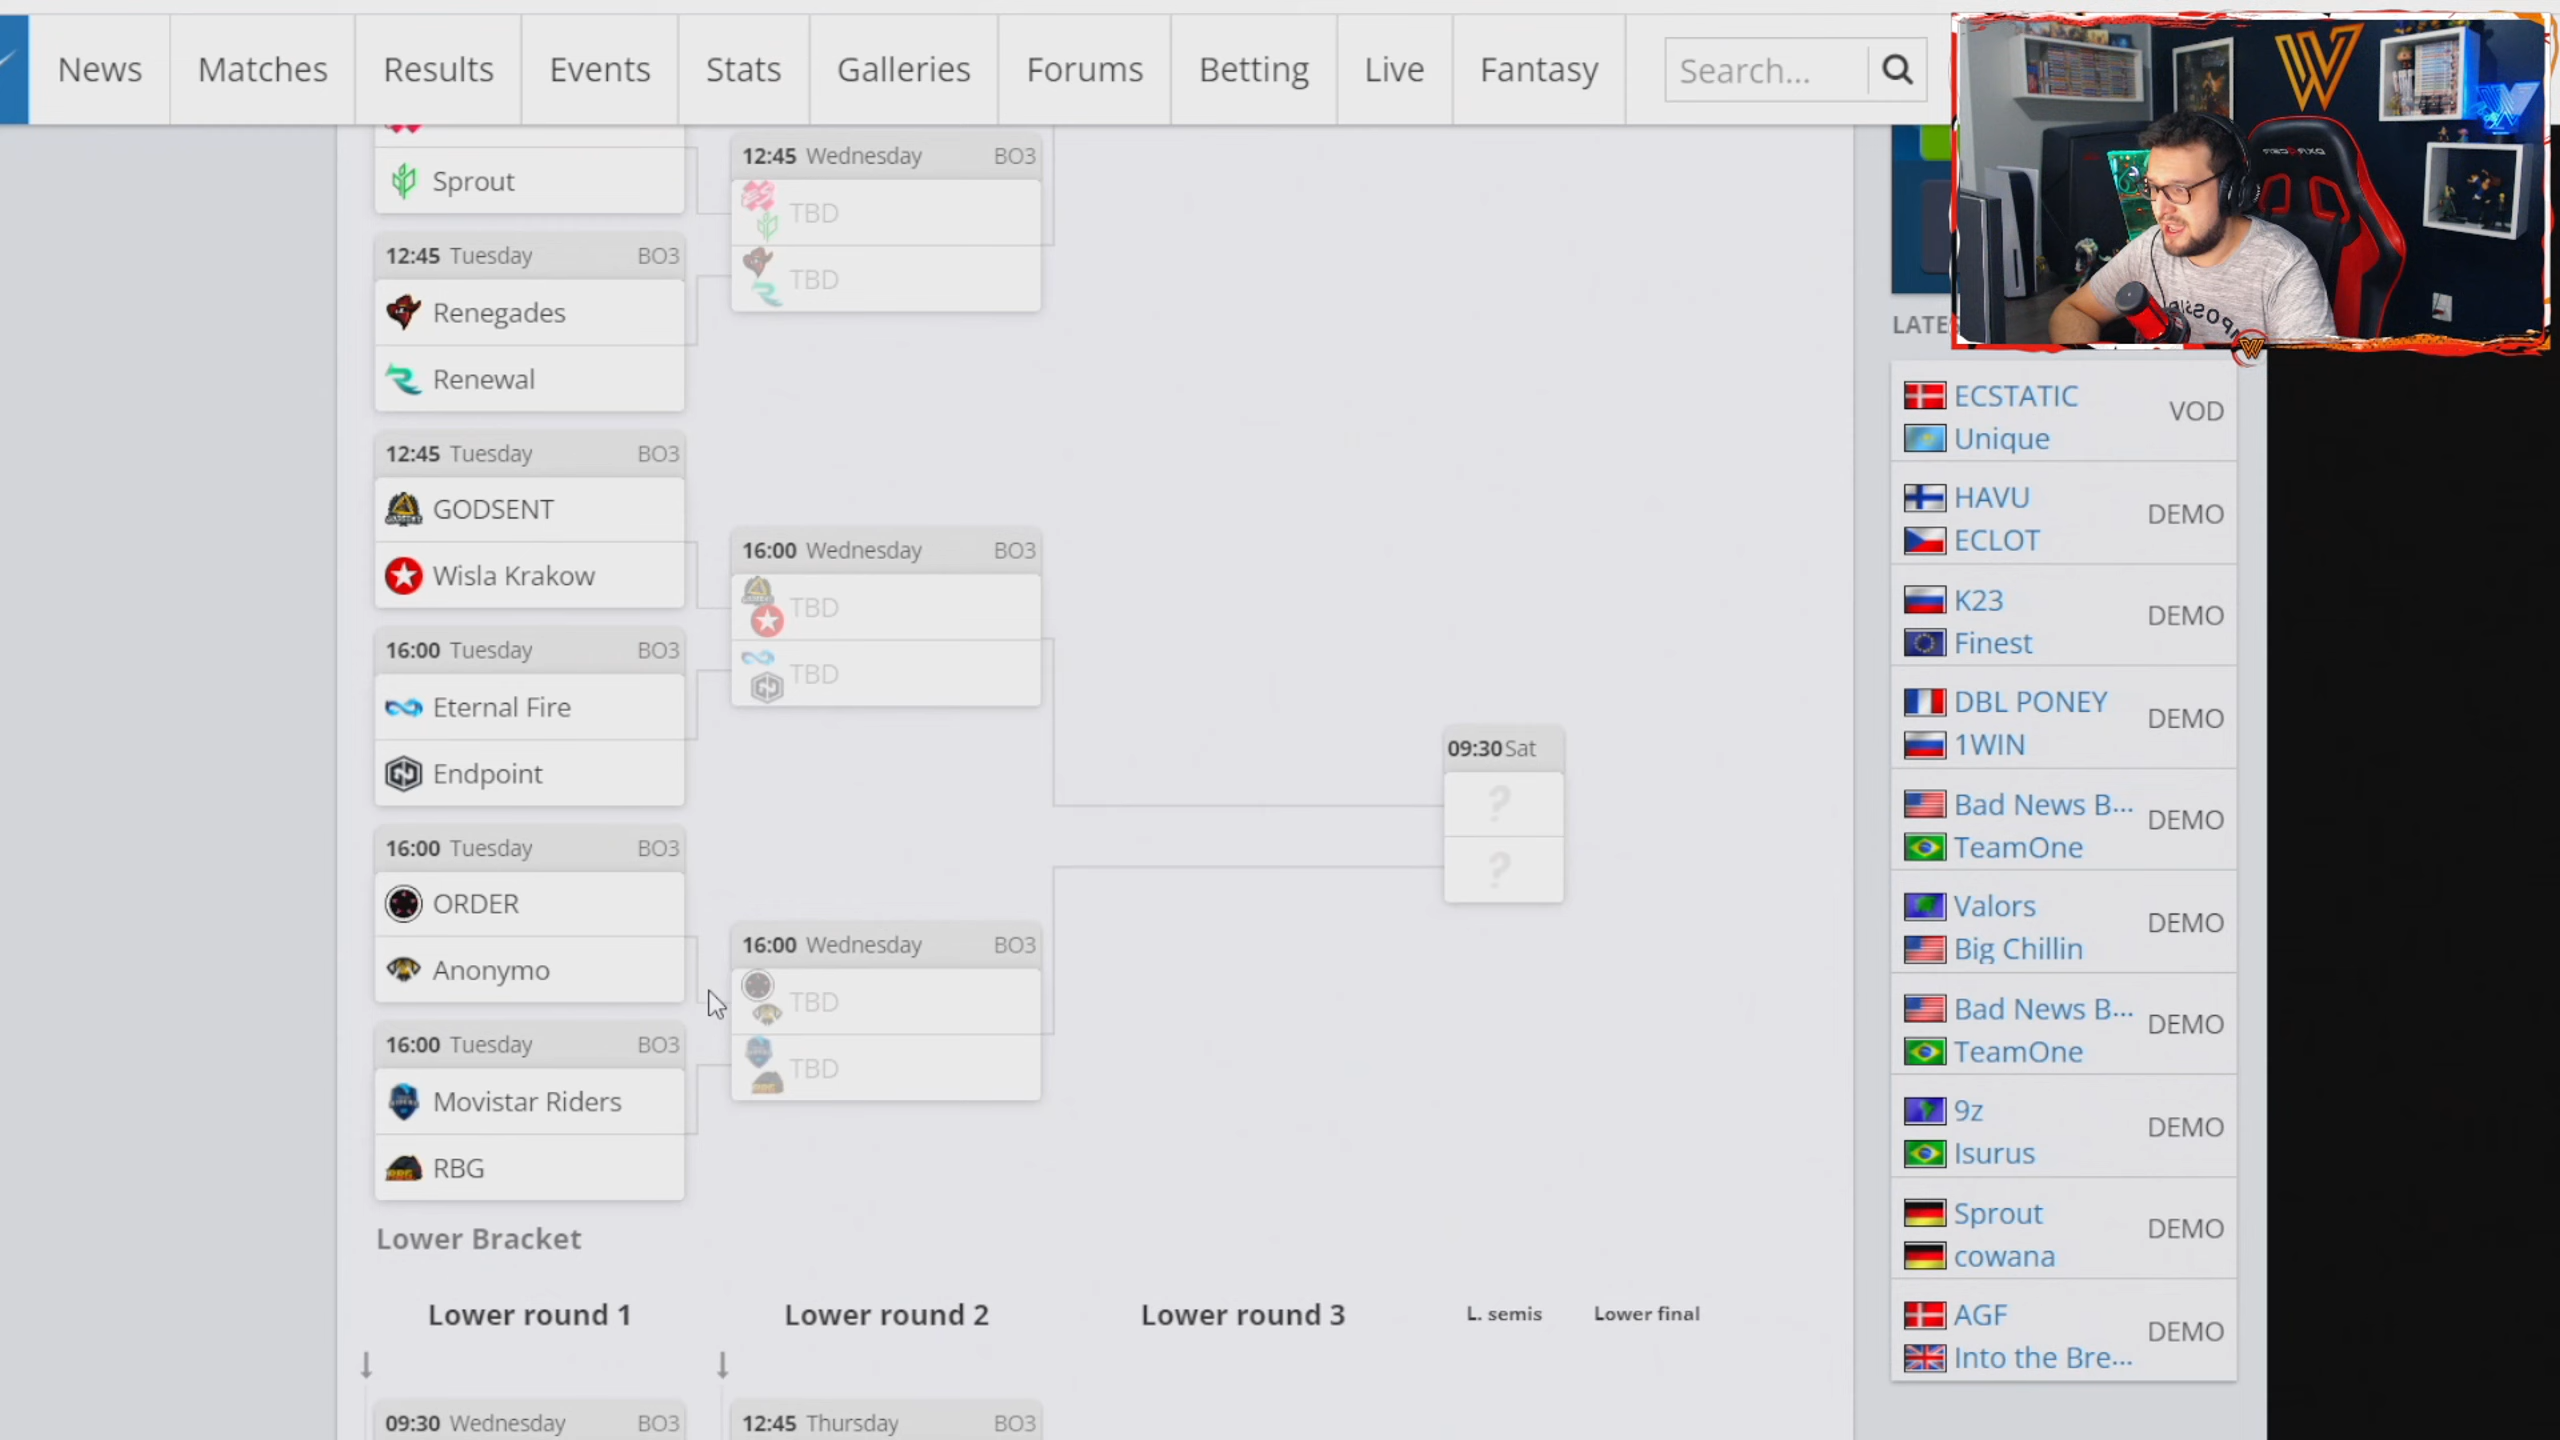 News Matches Results Events Stats Galleries Forums Betting Live Fantasy Search...
Sprout
12:45 Tuesday BO3
Renegades
Renewal
12:45 Tuesday BO3
GODSENT
Wisla Krakow
16:00 Tuesday BO3
Eternal Fire
Endpoint
16:00 Tuesday BO3
ORDER
Anonymo
16:00 Tuesday BO3
Movistar Riders
RBG
12:45 Wednesday BO3
TBD
TBD
16:00 Wednesday BO3
TBD
TBD
16:00 Wednesday BO3
TBD
TBD
09:30 Sat
?
?
Lower Bracket
Lower round 1 Lower round 2 Lower round 3 L. semis Lower final
09:30 Wednesday BO3
12:45 Thursday BO3
ECSTATIC
Unique
VOD
HAVU
ECLOT
DEMO
K23
Finest
DEMO
DBL PONEY
1WIN
DEMO
Bad News B...
TeamOne
DEMO
Valors
Big Chillin
DEMO
Bad News B...
TeamOne
DEMO
9z
Isurus
DEMO
Sprout
cowana
DEMO
AGF
Into the Bre...
DEMO